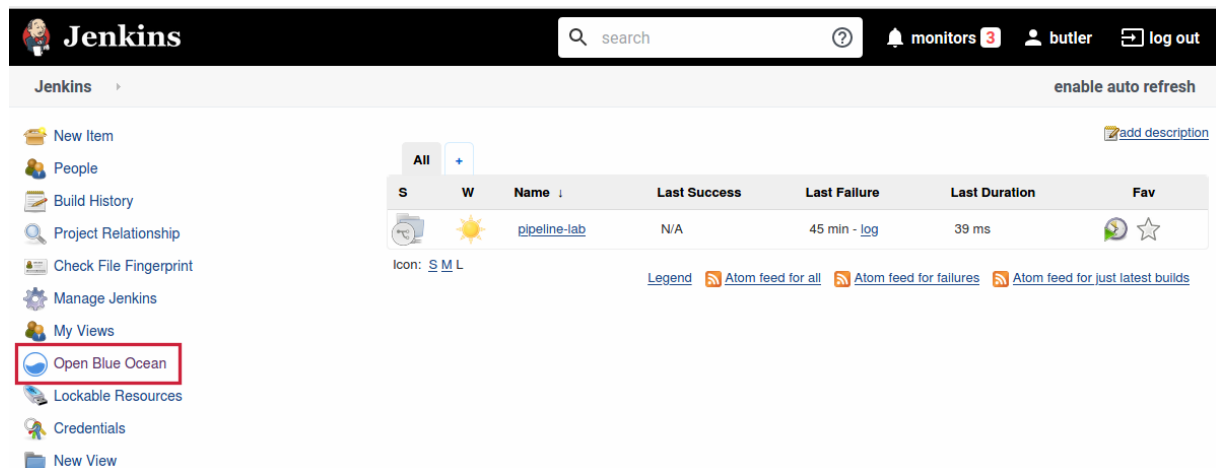 Jenkins
search
monitors 3
butler
log out
Jenkins
enable auto refresh
New Item
People
Build History
Project Relationship
Check File Fingerprint
Manage Jenkins
My Views
Open Blue Ocean
Lockable Resources
Credentials
New View
add description
All +
S W Name ↓ Last Success Last Failure Last Duration Fav
pipeline-lab N/A 45 min - log 39 ms
Icon: S M L
Legend Atom feed for all Atom feed for failures Atom feed for just latest builds